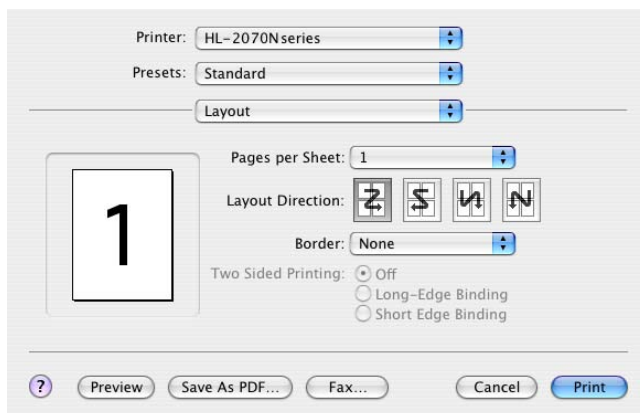 Printer: HL-2070N series
Presets: Standard
Layout
Pages per Sheet: 1
1
Layout Direction:
Border: None
Two Sided Printing: Off
Long-Edge Binding
Short Edge Binding
? Preview Save As PDF... Fax... Cancel Print